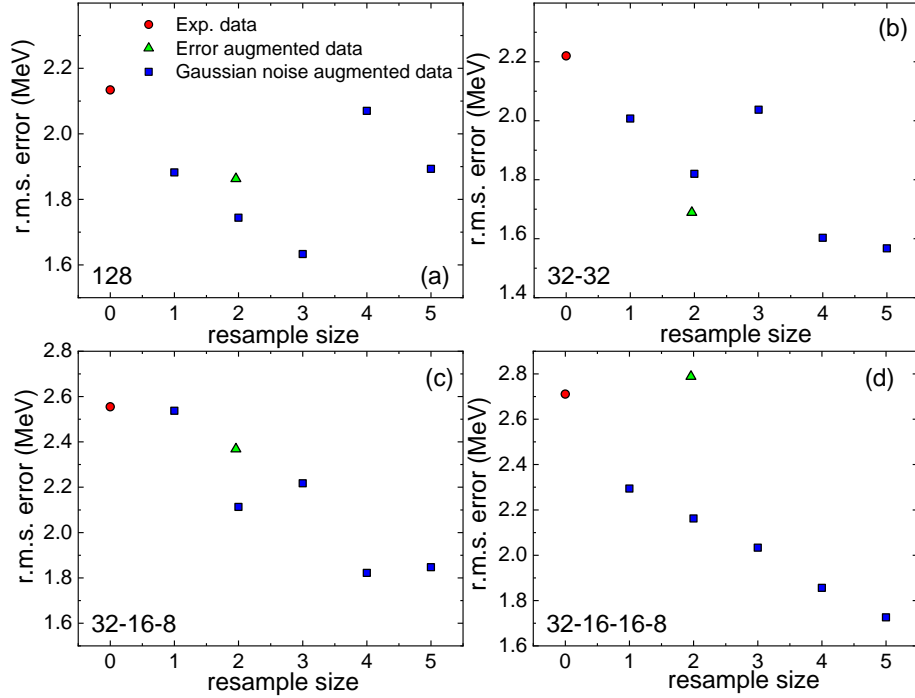 Exp. data
Error augmented data
Gaussian noise augmented data
r.m.s. error (MeV)
2.2
2.0
1.8
1.6
128
(a)
0 1 2 3 4 5
resample size
(b)
r.m.s. error (MeV)
2.2
2.0
1.8
1.6
1.4
32-32
0 1 2 3 4 5
resample size
(c)
r.m.s. error (MeV)
2.8
2.6
2.4
2.2
2.0
1.8
1.6
32-16-8
0 1 2 3 4 5
resample size
(d)
r.m.s. error (MeV)
2.8
2.6
2.4
2.2
2.0
1.8
1.6
32-16-16-8
0 1 2 3 4 5
resample size